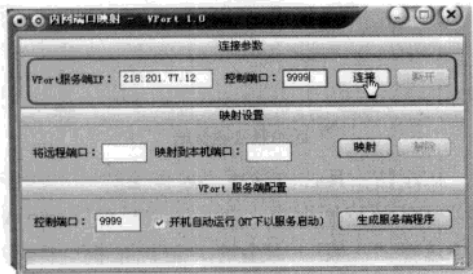 内网端口映射 - VPort 1.0
连接参数
VPort服务端IP： 218.201.77.12 控制端口： 9999 连接 断开
映射设置
将远程端口： 映射到本机端口： 映射 解除
VPort 服务端配置
控制端口： 9999 开机自动运行(NT下以服务启动) 生成服务端程序